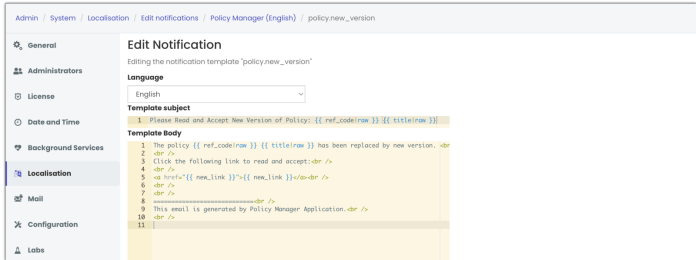 Admin / System / Localisation / Edit notifications / Policy Manager (English) / policy.new_version
General
Administrators
License
Date and Time
Background Services
Localisation
Mail
Configuration
Labs
Edit Notification
Editing the notification template "policy.new_version"
Language
English
Template subject
1 Please Read and Accept New Version of Policy: {{ ref_code|raw }} {{ title|raw }}
Template Body
1 The policy {{ ref_code|raw }} {{ title|raw }} has been replaced by new version. <br
2 <br />
3 Click the following link to read and accept:<br />
4 <br />
5 <a href="{{ new_link }}">{{ new_link }}</a><br />
6 <br />
7 <br />
8 =============================<br />
9 This email is generated by Policy Manager Application.<br />
10 <br />
11